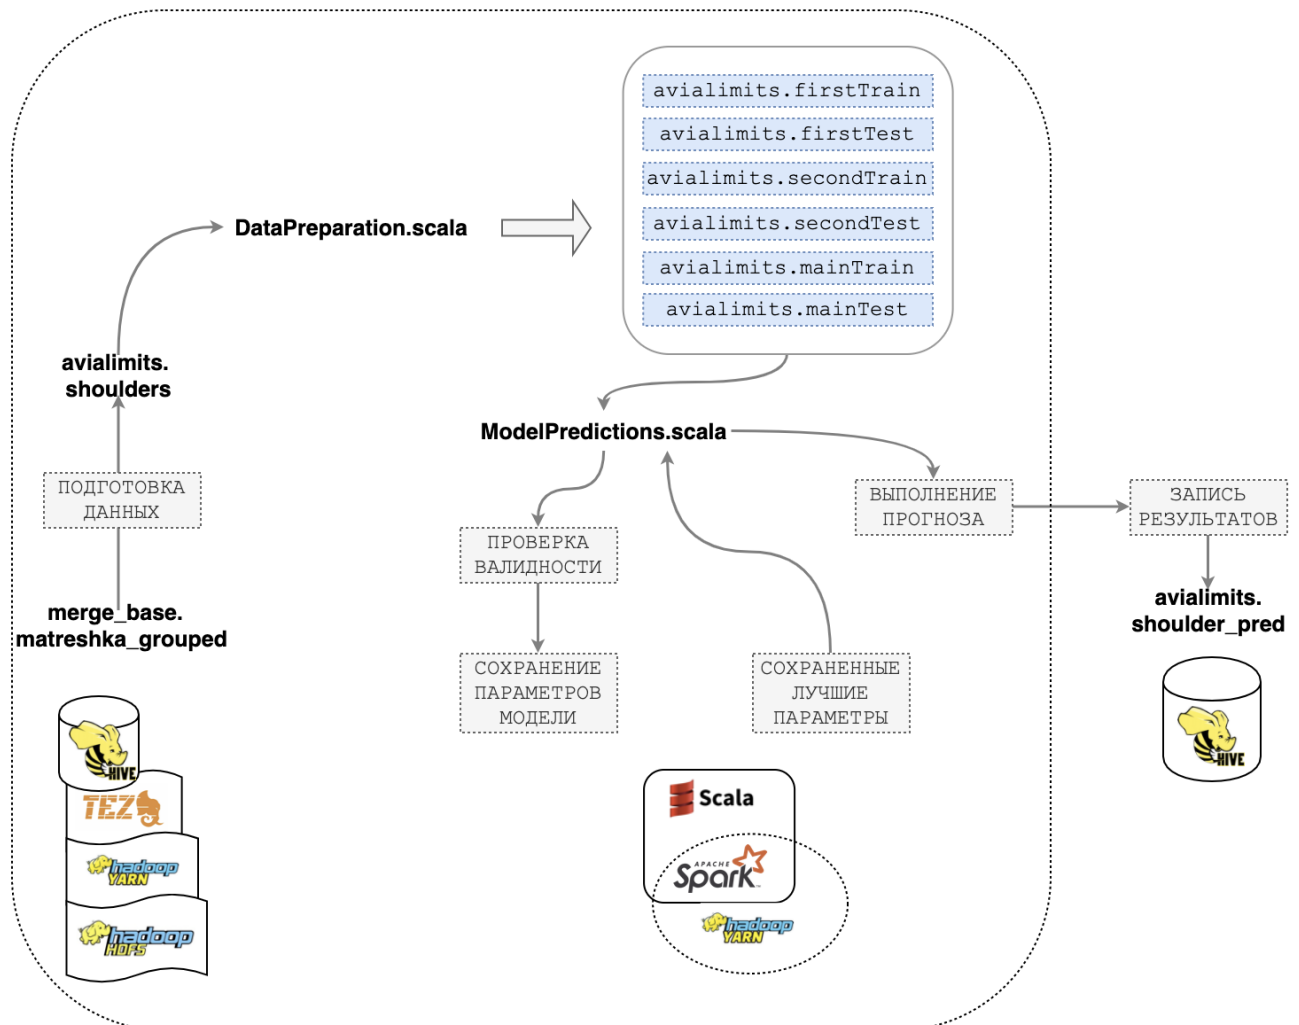 avialimits.firstTrain
avialimits.firstTest
avialimits.secondTrain
avialimits.secondTest
avialimits.mainTrain
avialimits.mainTest
DataPreparation.scala
avialimits.
shoulders
ПОДГОТОВКА
ДАННЫХ
merge_base.
matreshka_grouped
ModelPredictions.scala
ПРОВЕРКА
ВАЛИДНОСТИ
СОХРАНЕНИЕ
ПАРАМЕТРОВ
МОДЕЛИ
СОХРАНЕННЫЕ
ЛУЧШИЕ
ПАРАМЕТРЫ
ВЫПОЛНЕНИЕ
ПРОГНОЗА
ЗАПИСЬ
РЕЗУЛЬТАТОВ
avialimits.
shoulder_pred
HIVE
TEZ
hadoop
YARN
hadoop
HDFS
Scala
APACHE
Spark
hadoop
YARN
HIVE